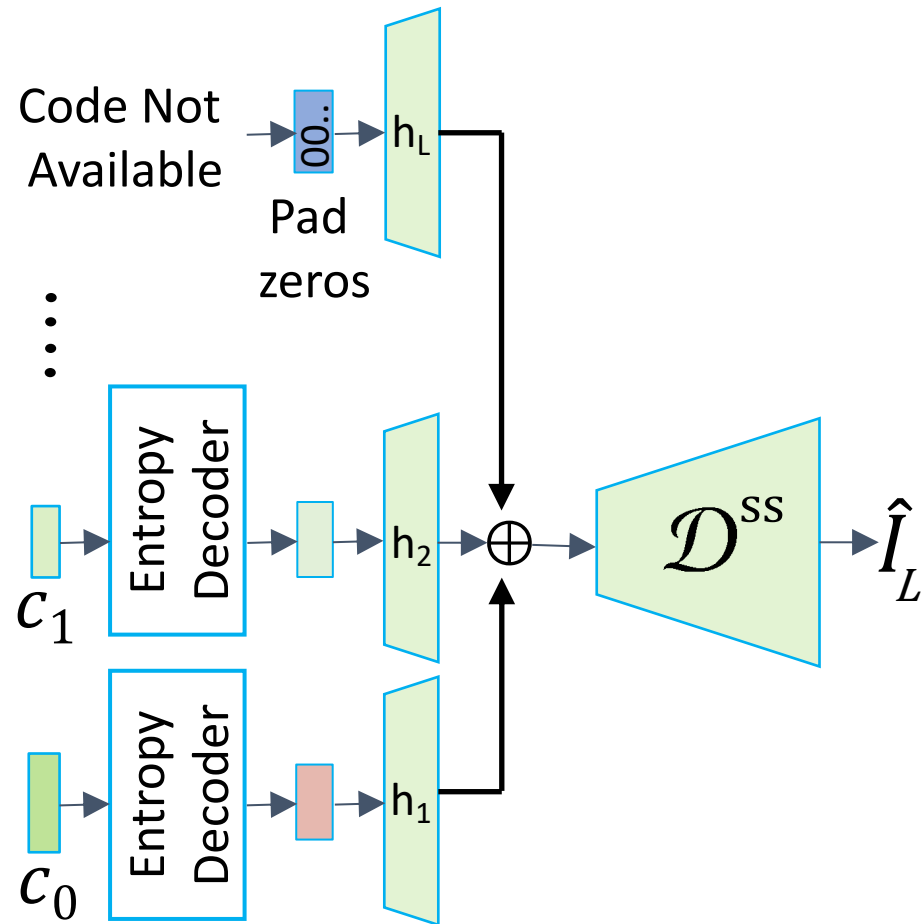 Code Not
Available
00..
h_L
Pad
zeros
Entropy
Decoder
c_1
h_2
⊕
𝒟^ss
Î_L
Entropy
Decoder
c_0
h_1